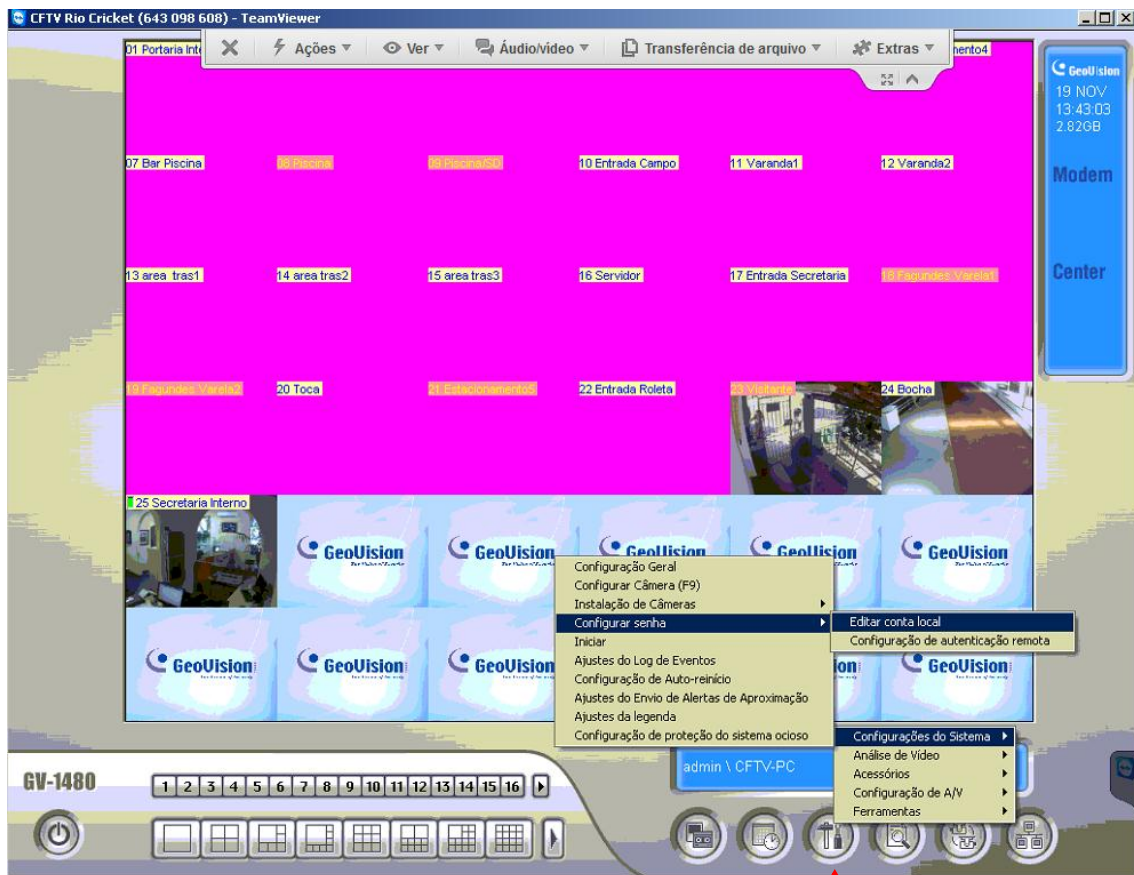 CFTV Rio Cricket (643 098 608) - TeamViewer
Ações
Ver
Áudio/vídeo
Transferência de arquivo
Extras
01 Portaria Int
mento4
07 Bar Piscina
08 Piscina
09 Piscina/SD
10 Entrada Campo
11 Varanda1
12 Varanda2
13 area tras1
14 area tras2
15 area tras3
16 Servidor
17 Entrada Secretaria
18 Fagundes Varela1
19 Fagundes Varela2
20 Toca
21 Estacionamento5
22 Entrada Roleta
23 Visitante
24 Bocha
25 Secretaria Interno
GeoVision
19 NOV
13:43:03
2.82GB
Modem
Center
GeoVision
GeoVision
GeoVision
GeoVision
GeoVision
GeoVision
GeoVision
GeoVision
ion
GeoVision
Configuração Geral
Configurar Câmera (F9)
Instalação de Câmeras
Configurar senha
Iniciar
Ajustes do Log de Eventos
Configuração de Auto-reinício
Ajustes do Envio de Alertas de Aproximação
Ajustes da legenda
Configuração de proteção do sistema ocioso
Editar conta local
Configuração de autenticação remota
Configurações do Sistema
Análise de Vídeo
Acessórios
Configuração de A/V
Ferramentas
admin \ CFTV-PC
GV-1480
1 2 3 4 5 6 7 8 9 10 11 12 13 14 15 16